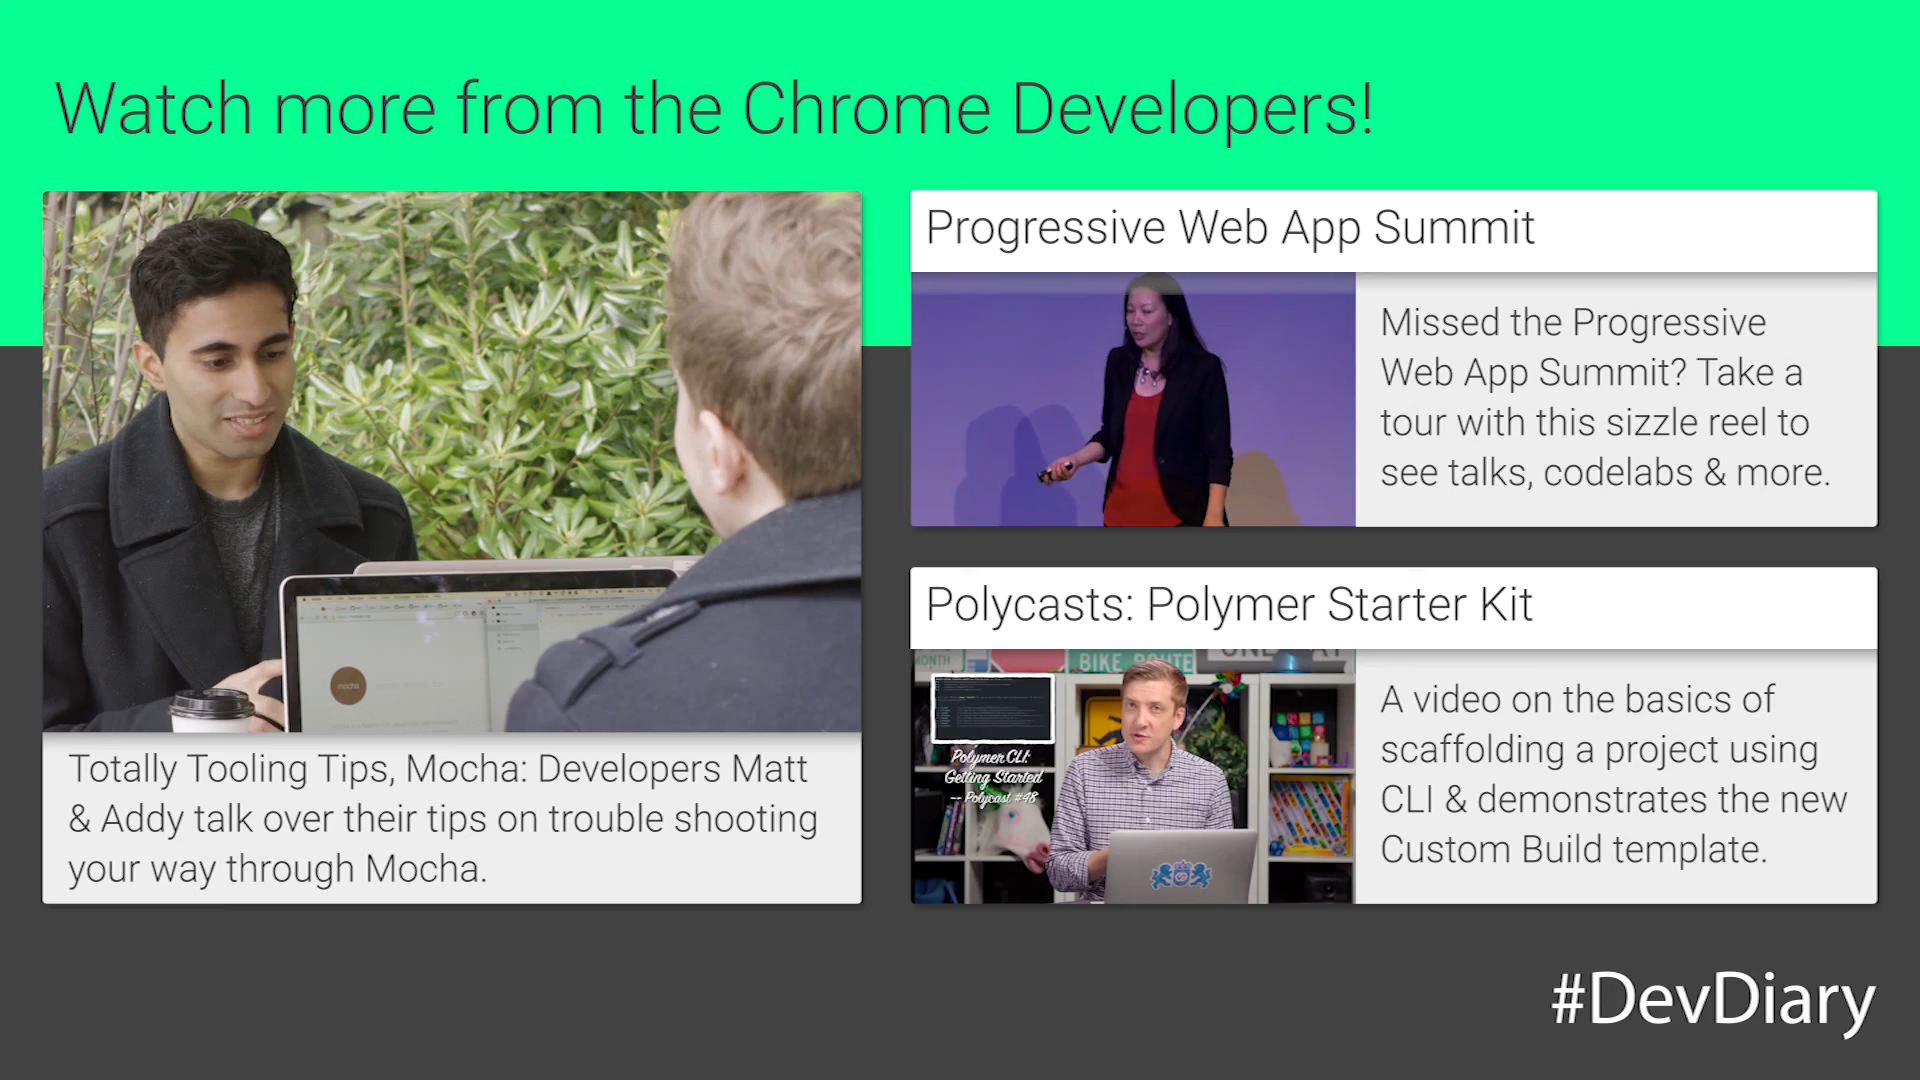 Watch more from the Chrome Developers!
mocha
Totally Tooling Tips, Mocha: Developers Matt
& Addy talk over their tips on trouble shooting
your way through Mocha.
Progressive Web App Summit
Missed the Progressive
Web App Summit? Take a
tour with this sizzle reel to
see talks, codelabs & more.
Polycasts: Polymer Starter Kit
MONTH
BIKE ROUTE
Polymer CLI:
Getting Started
-- Polycast #48
A video on the basics of
scaffolding a project using
CLI & demonstrates the new
Custom Build template.
#DevDiary